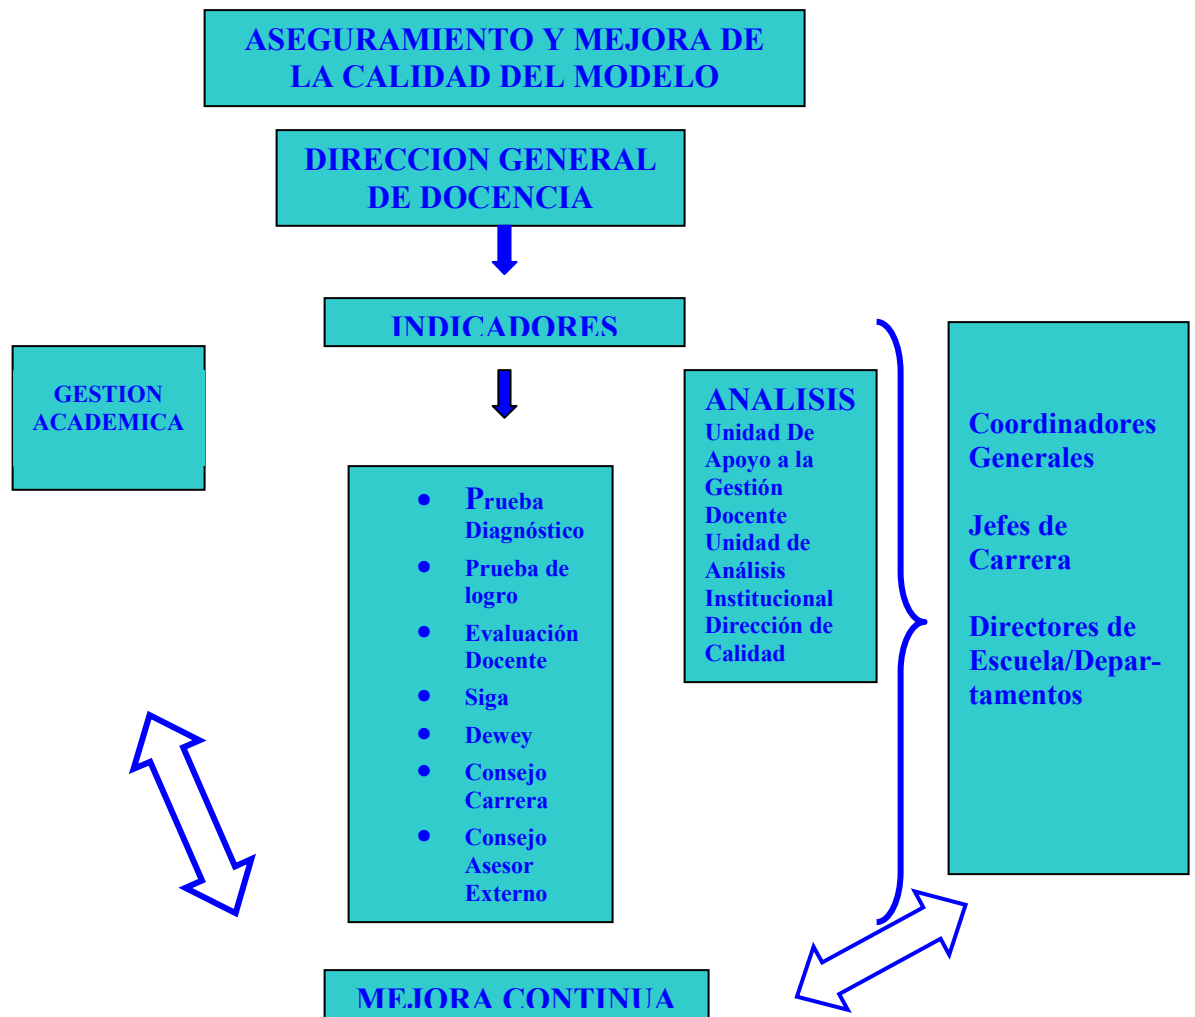 ASEGURAMIENTO Y MEJORA DE
LA CALIDAD DEL MODELO
DIRECCION GENERAL
DE DOCENCIA
INDICADORES
GESTION
ACADEMICA
• Prueba
Diagnóstico
• Prueba de
logro
• Evaluación
Docente
• Siga
• Dewey
• Consejo
Carrera
• Consejo
Asesor
Externo
ANALISIS
Unidad De
Apoyo a la
Gestión
Docente
Unidad de
Análisis
Institucional
Dirección de
Calidad
Coordinadores
Generales
Jefes de
Carrera
Directores de
Escuela/Depar-
tamentos
MEJORA CONTINUA